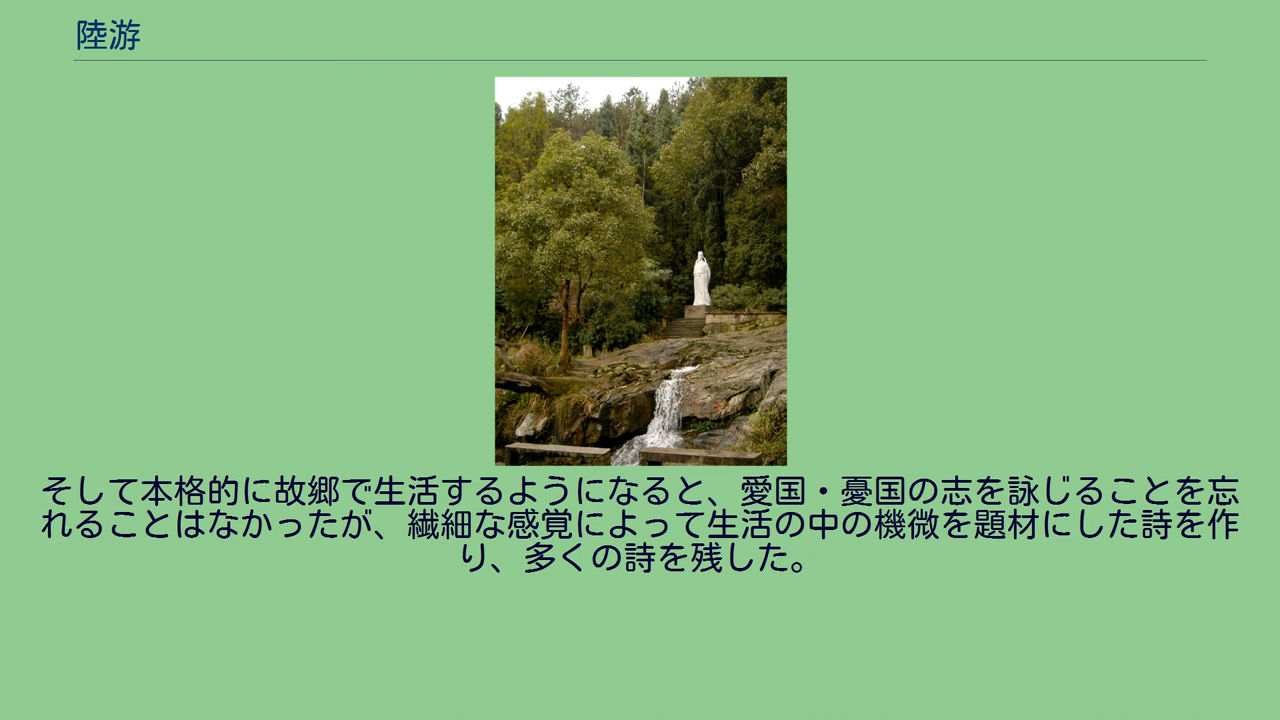 陸游
そして本格的に故郷で生活するようになると、愛国・憂国の志を詠じることを忘
れることはなかったが、繊細な感覚によって生活の中の機微を題材にした詩を作
り、多くの詩を残した。